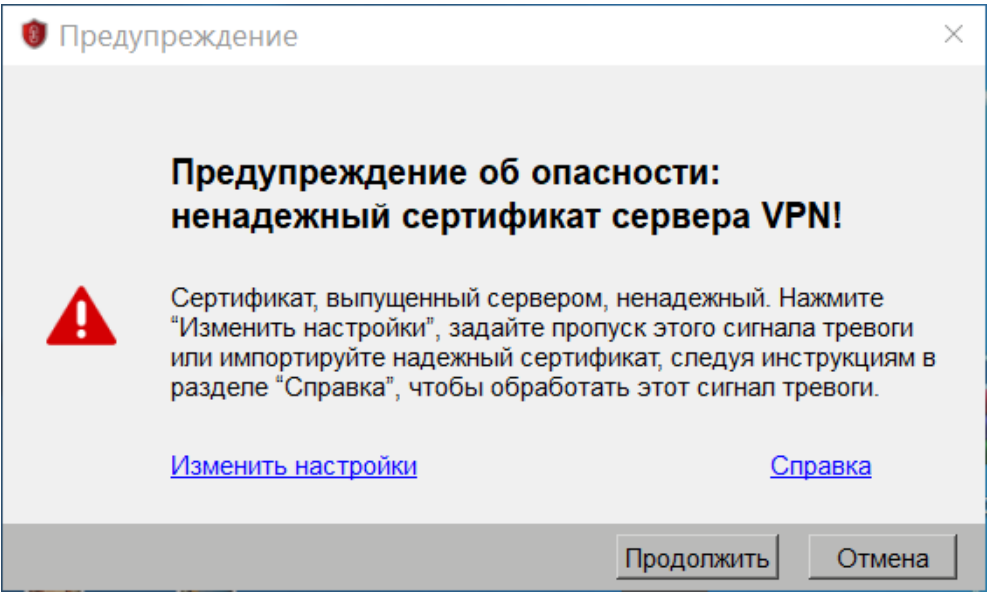 Предупреждение
Предупреждение об опасности:
ненадежный сертификат сервера VPN!
Сертификат, выпущенный сервером, ненадежный. Нажмите
“Изменить настройки”, задайте пропуск этого сигнала тревоги
или импортируйте надежный сертификат, следуя инструкциям в
разделе “Справка”, чтобы обработать этот сигнал тревоги.
Изменить настройки Справка
Продолжить Отмена